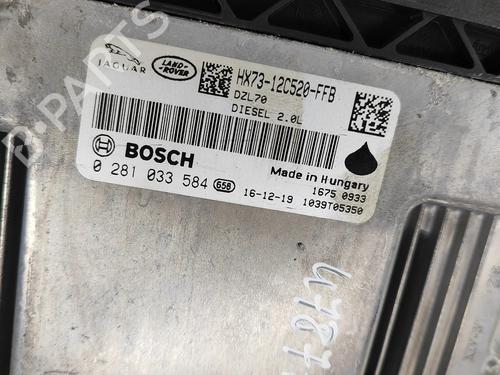 JAGUAR
LAND-
ROVER
HX73-12C520-FFB
DZL70
DIESEL 2.0L
BOSCH
0 281 033 584 658
Made in Hungary
1675 0933
16-12-19 1039T05350
B-PARTS